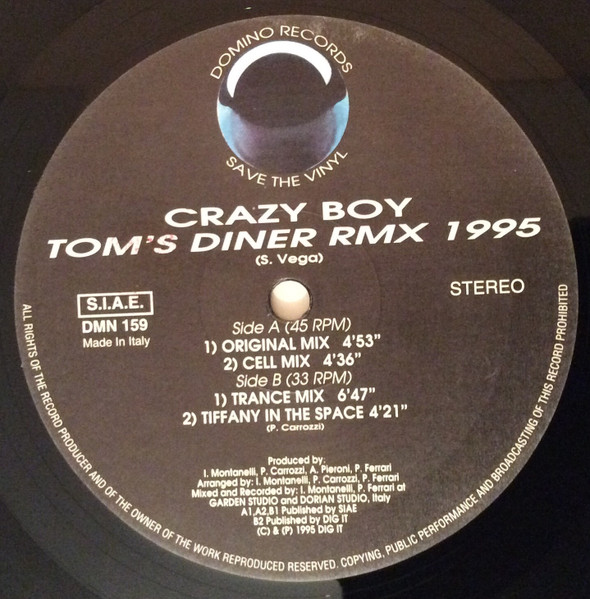 DOMINO RECORDS
SAVE THE VINYL
CRAZY BOY
TOM'S DINER RMX 1995
(S. Vega)
S.I.A.E.
DMN 159
Made in Italy
STEREO
Side A (45 RPM)
1) ORIGINAL MIX 4'53"
2) CELL MIX 4'36"
Side B (33 RPM)
1) TRANCE MIX 6'47"
2) TIFFANY IN THE SPACE 4'21"
(P. Carrozzi)
Produced by:
I. Montanelli, P. Carrozzi, A. Pieroni, P. Ferrari
Arranged by: I. Montanelli, P. Carrozzi, P. Ferrari
Mixed and Recorded by: I. Montanelli, P. Ferrari at
GARDEN STUDIO and DORIAN STUDIO, Italy
A1,A2,B1 Published by SIAE
B2 Published by DIG IT
(C) & (P) 1995 DIG IT
ALL RIGHTS OF THE RECORD PRODUCER AND OF THE OWNER OF THE WORK REPRODUCED RESERVED. COPYING, PUBLIC PERFORMANCE AND BROADCASTING OF THIS RECORD PROHIBITED